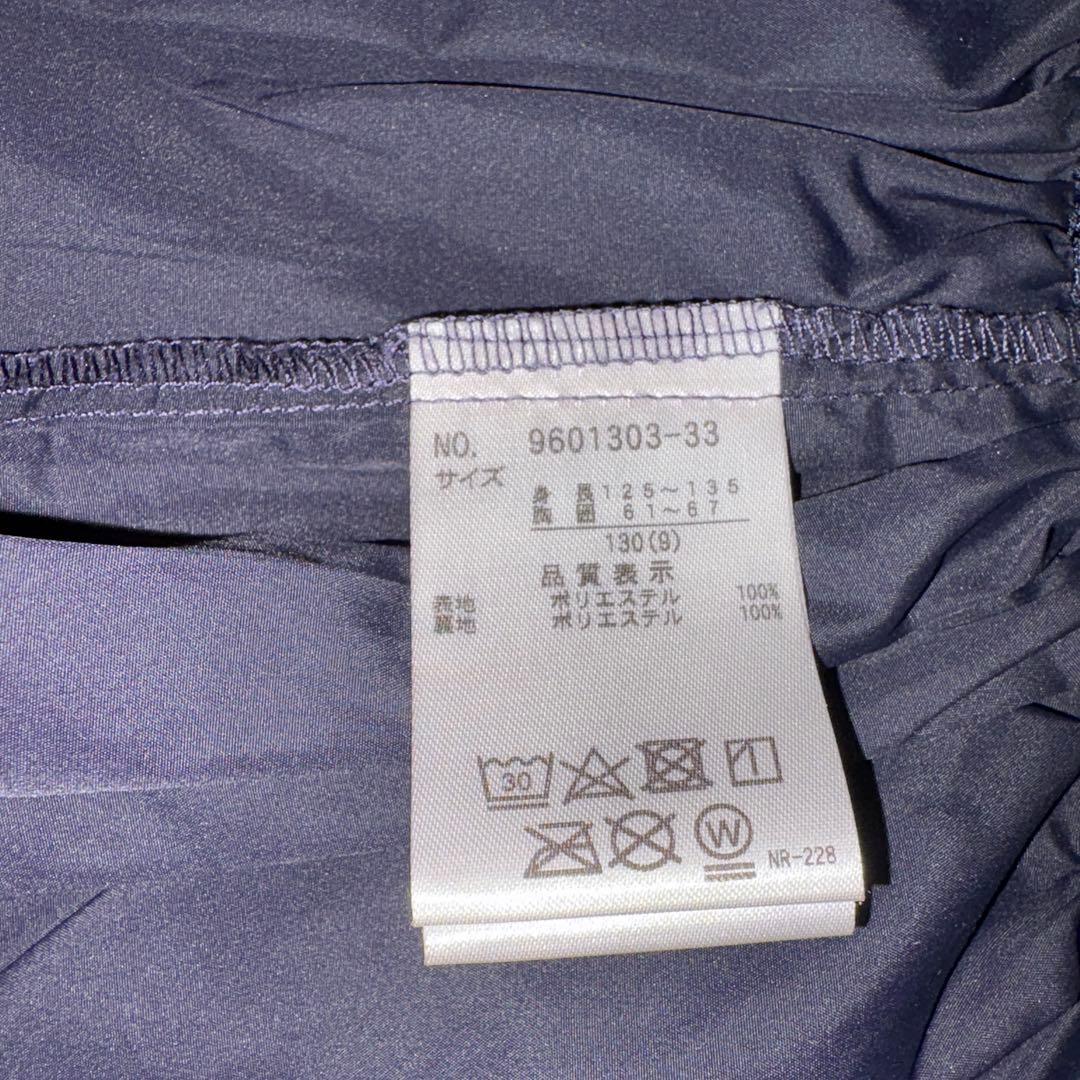 NO. 9601303-33
サイズ
身長125～135
胸囲 61～67
130(9)
品質表示
表地 ポリエステル 100%
裏地 ポリエステル 100%
30
1
W
NR-228